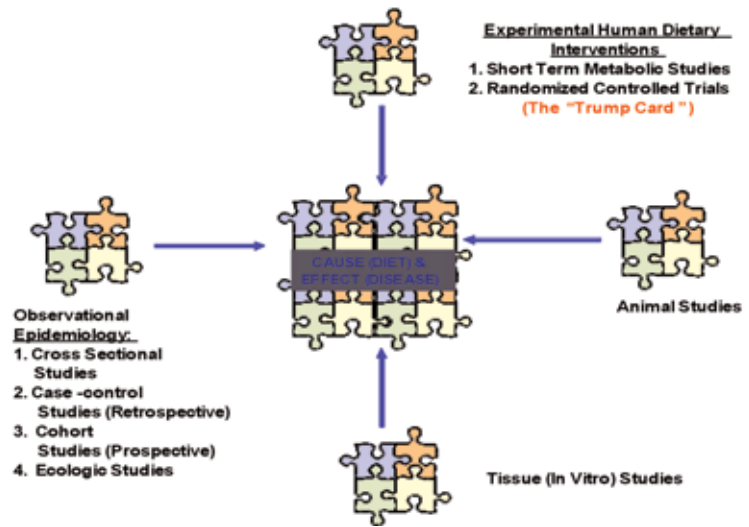 Experimental Human Dietary
Interventions
1. Short Term Metabolic Studies
2. Randomized Controlled Trials
(The "Trump Card ")
CAUSE (DIET) &
EFFECT (DISEASE)
Animal Studies
Observational
Epidemiology:
1. Cross Sectional
Studies
2. Case -control
Studies (Retrospective)
3. Cohort
Studies (Prospective)
4. Ecologic Studies
Tissue (In Vitro) Studies